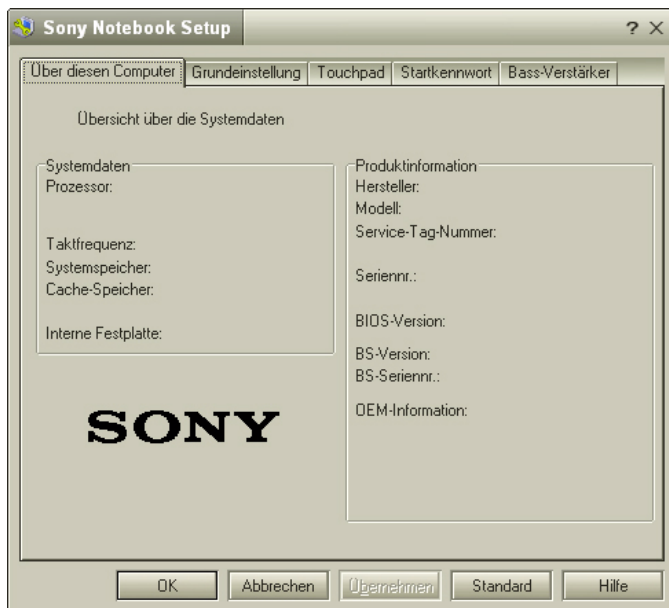 Sony Notebook Setup
Über diesen Computer Grundeinstellung Touchpad Startkennwort Bass-Verstärker
Übersicht über die Systemdaten
Systemdaten
Prozessor:
Taktfrequenz:
Systemspeicher:
Cache-Speicher:
Interne Festplatte:
Produktinformation
Hersteller:
Modell:
Service-Tag-Nummer:
Seriennr.:
BIOS-Version:
BS-Version:
BS-Seriennr.:
OEM-Information:
SONY
OK Abbrechen Übernehmen Standard Hilfe